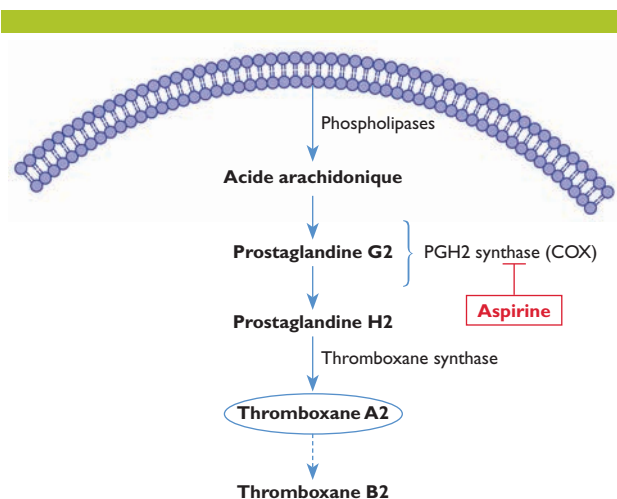 Phospholipases
Acide arachidonique
Prostaglandine G2
PGH2 synthase (COX)
Aspirine
Prostaglandine H2
Thromboxane synthase
Thromboxane A2
Thromboxane B2